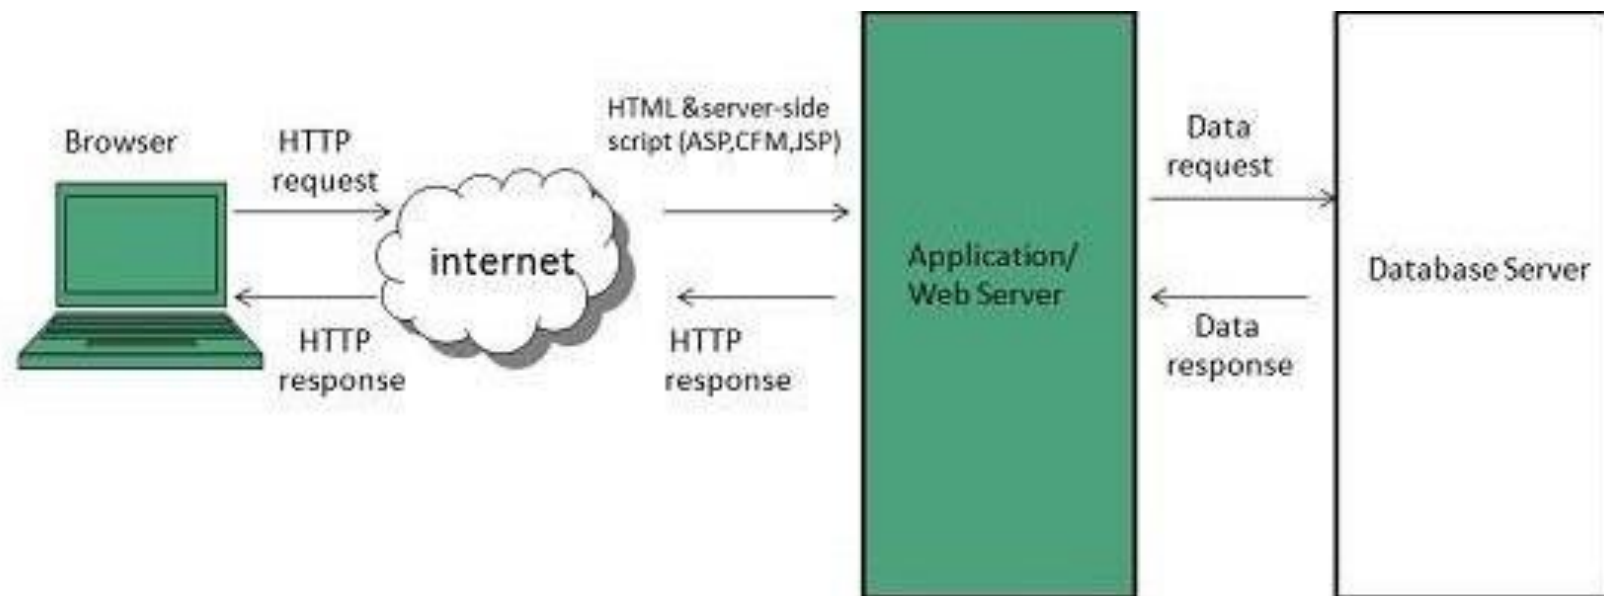 Browser
HTTP
request
HTTP
response
internet
HTML &server-side
script (ASP,CFM,JSP)
HTTP
response
Application/
Web Server
Data
request
Data
response
Database Server